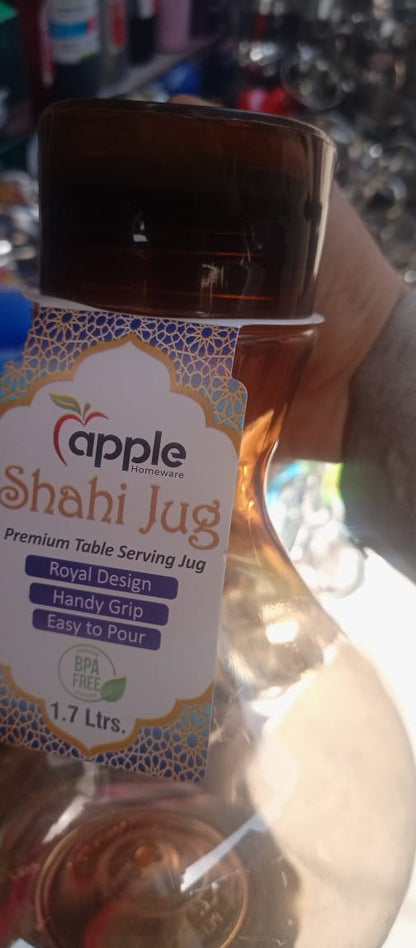 apple
Homeware
Shahi Jug
Premium Table Serving Jug
Royal Design
Handy Grip
Easy to Pour
BPA
FREE
1.7 Ltrs.